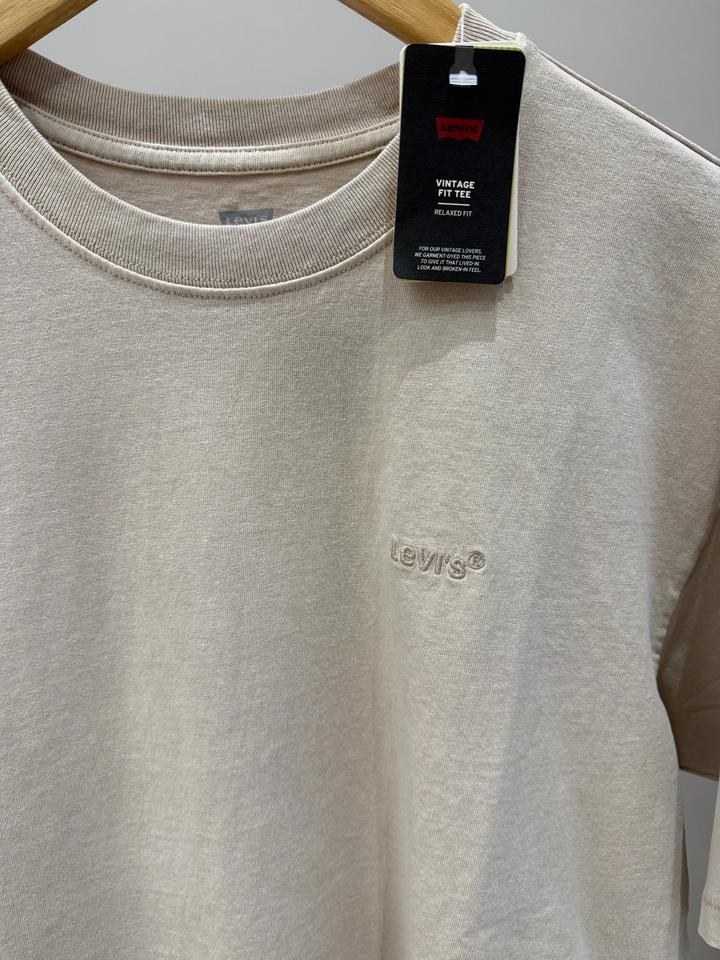 Levi's
Levi's
VINTAGE
FIT TEE
RELAXED FIT
FOR OUR VINTAGE LOVERS,
WE GARMENT-DYED THIS PIECE
TO GIVE IT THAT LIVED-IN
LOOK AND BROKEN-IN FEEL.
Levi's®